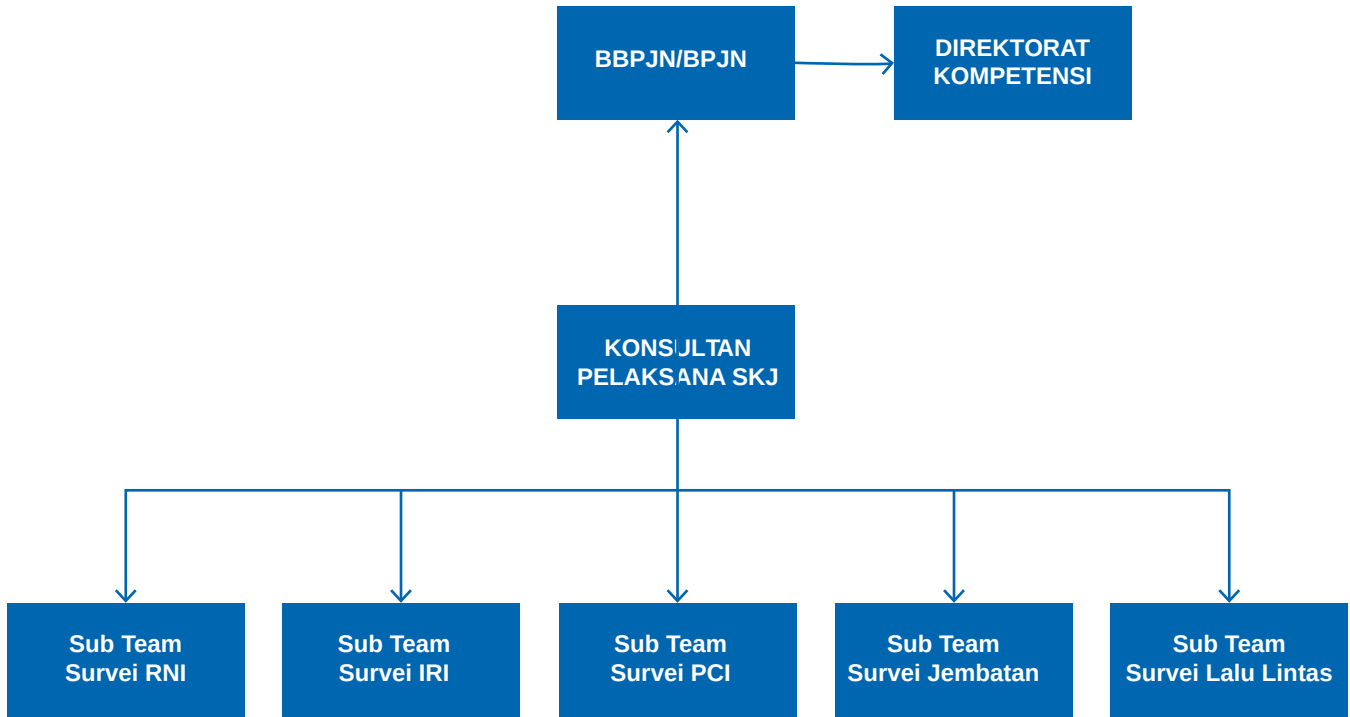 BBPJN/BPJN
DIREKTORAT
KOMPETENSI
KONSULTAN
PELAKSANA SKJ
Sub Team
Survei RNI
Sub Team
Survei IRI
Sub Team
Survei PCI
Sub Team
Survei Jembatan
Sub Team
Survei Lalu Lintas